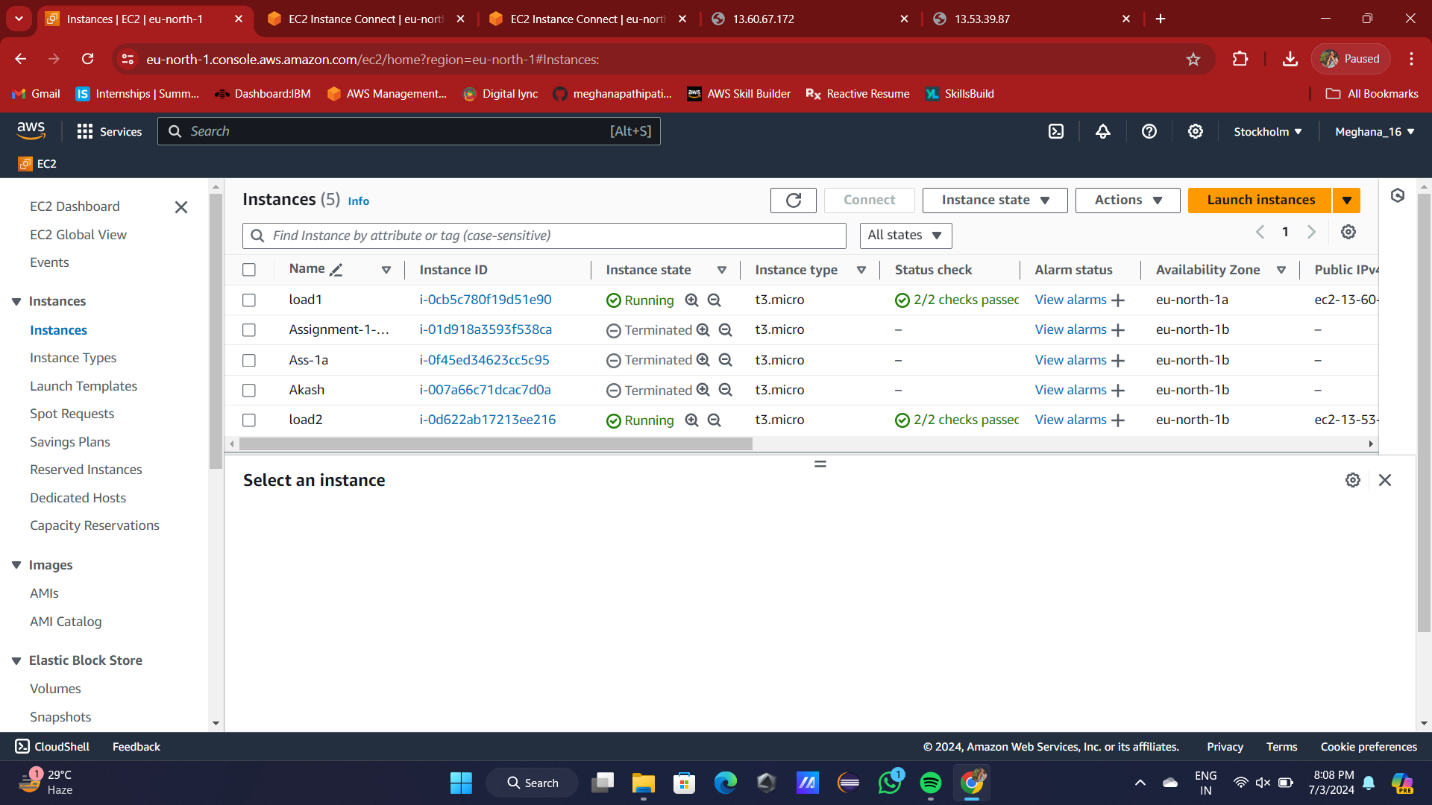 Instances | EC2 | eu-north-1
EC2 Instance Connect | eu-nort
EC2 Instance Connect | eu-nort
13.60.67.172
13.53.39.87
eu-north-1.console.aws.amazon.com/ec2/home?region=eu-north-1#Instances:
Paused
Gmail
Internships | Summ...
Dashboard:IBM
AWS Management...
Digital lync
meghanapathipati...
AWS Skill Builder
Reactive Resume
SkillsBuild
All Bookmarks
aws
Services
Search
[Alt+S]
Stockholm
Meghana_16
EC2
EC2 Dashboard
EC2 Global View
Events
Instances
Instances
Instance Types
Launch Templates
Spot Requests
Savings Plans
Reserved Instances
Dedicated Hosts
Capacity Reservations
Images
AMIs
AMI Catalog
Elastic Block Store
Volumes
Snapshots
Instances (5) Info
Connect
Instance state
Actions
Launch instances
Find Instance by attribute or tag (case-sensitive)
All states
1
Name Instance ID Instance state Instance type Status check Alarm status Availability Zone Public IPv4
load1 i-0cb5c780f19d51e90 Running t3.micro 2/2 checks passec View alarms + eu-north-1a ec2-13-60-
Assignment-1-... i-01d918a3593f538ca Terminated t3.micro – View alarms + eu-north-1b –
Ass-1a i-0f45ed34623cc5c95 Terminated t3.micro – View alarms + eu-north-1b –
Akash i-007a66c71dcac7d0a Terminated t3.micro – View alarms + eu-north-1b –
load2 i-0d622ab17213ee216 Running t3.micro 2/2 checks passec View alarms + eu-north-1b ec2-13-53-
Select an instance
CloudShell
Feedback
© 2024, Amazon Web Services, Inc. or its affiliates.
Privacy
Terms
Cookie preferences
1
29°C
Haze
Search
1
ENG
IN
8:08 PM
7/3/2024
PRE